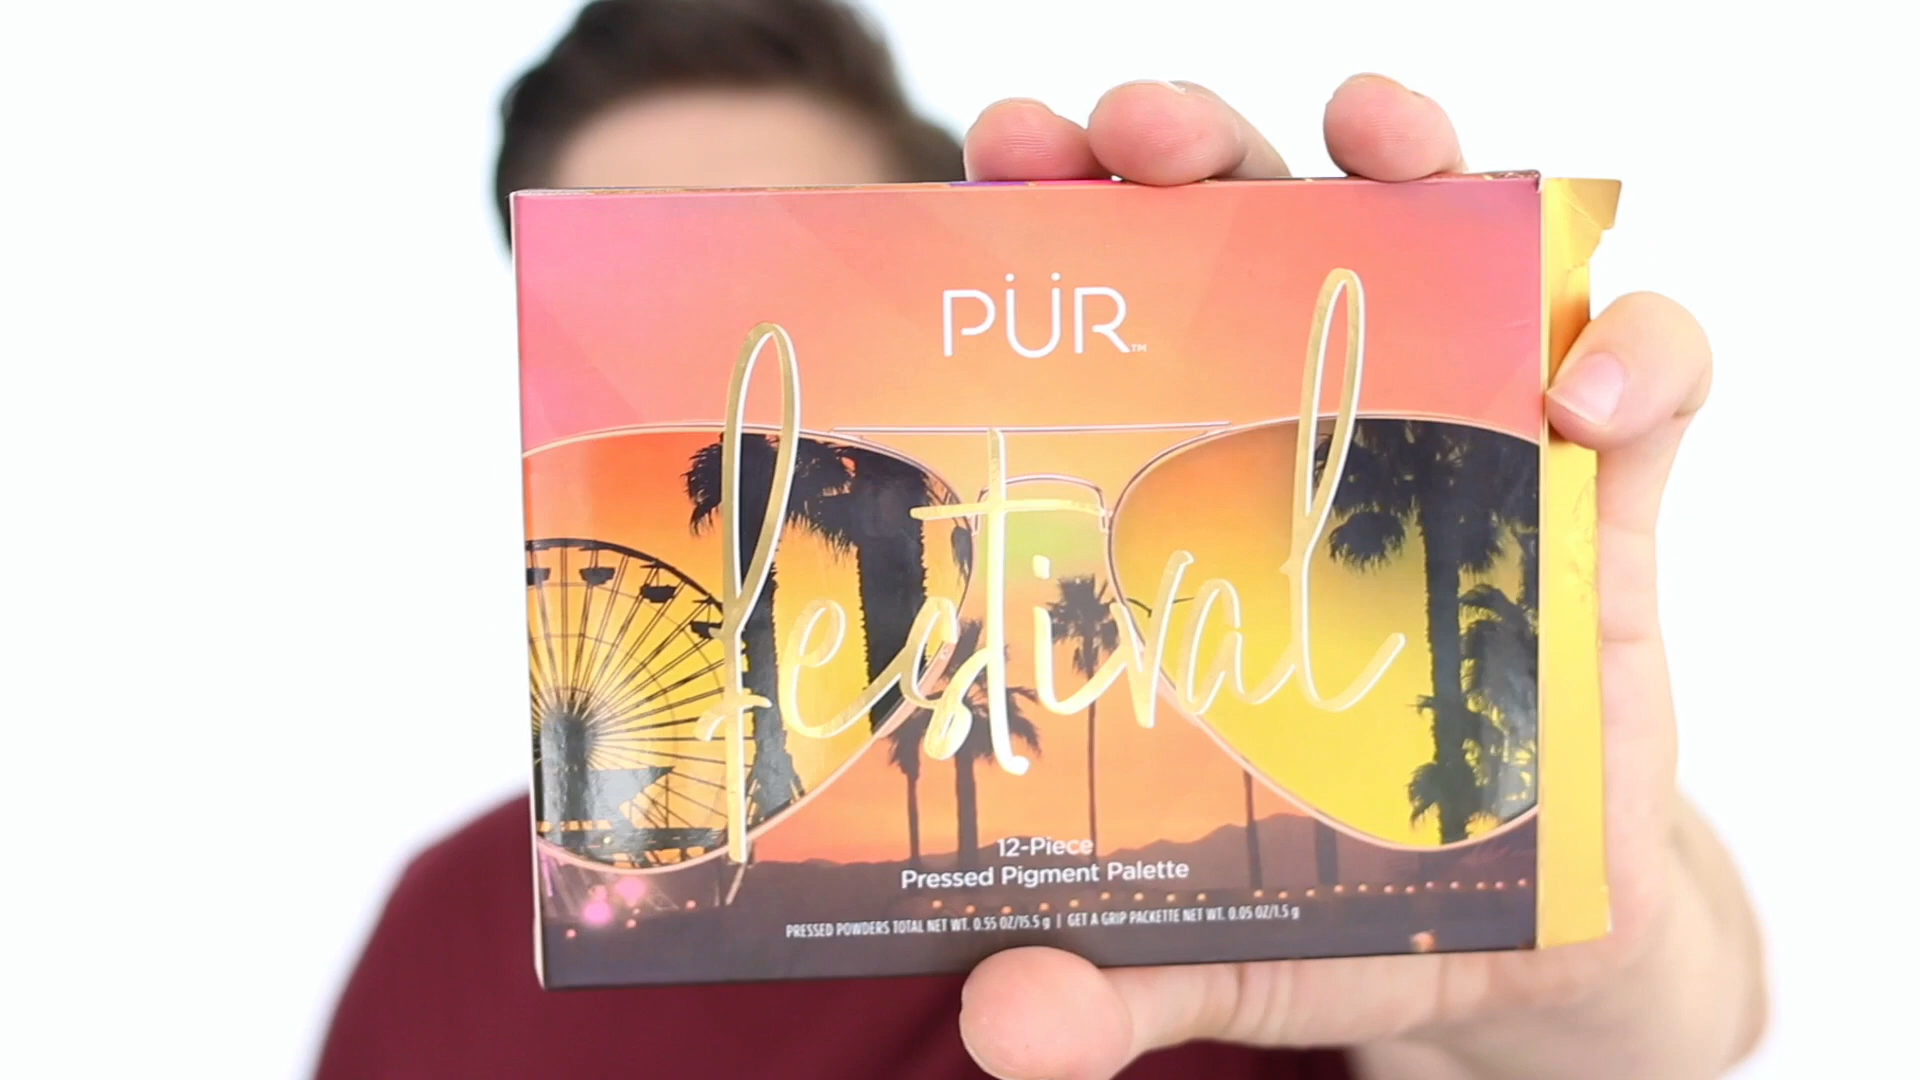 PÜR™
festival
12-Piece
Pressed Pigment Palette
PRESSED POWDERS TOTAL NET WT. 0.55 OZ/15.5 g | GET A GRIP PACKETTE NET WT. 0.05 OZ/1.5 g